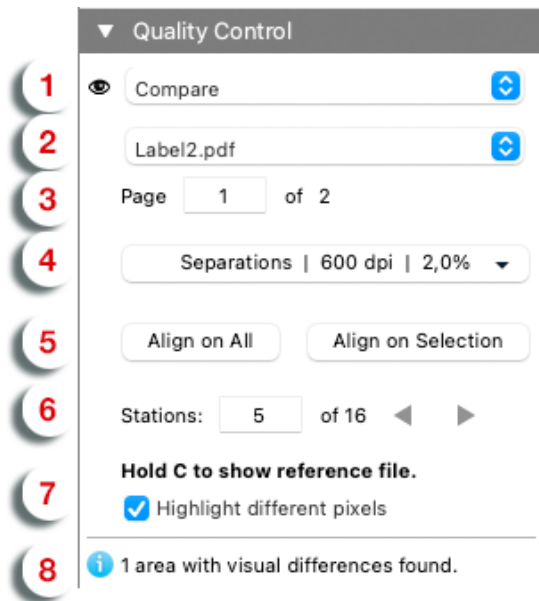 Quality Control
1 Compare
2 Label2.pdf
3 Page 1 of 2
4 Separations | 600 dpi | 2,0%
5 Align on All Align on Selection
6 Stations: 5 of 16
Hold C to show reference file.
7 Highlight different pixels
8 1 area with visual differences found.